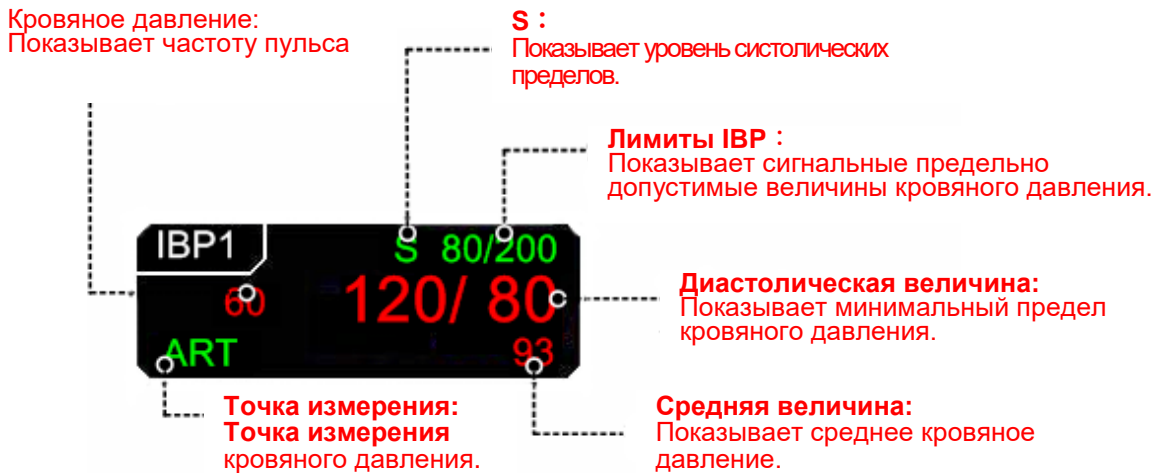 Кровяное давление:
Показывает частоту пульса
S：
Показывает уровень систолических
пределов.
Лимиты IBP：
Показывает сигнальные предельно
допустимые величины кровяного давления.
IBP1
S 80/200
60
120/ 80
ART
93
Диастолическая величина:
Показывает минимальный предел
кровяного давления.
Точка измерения:
Точка измерения
кровяного давления.
Средняя величина:
Показывает среднее кровяное
давление.